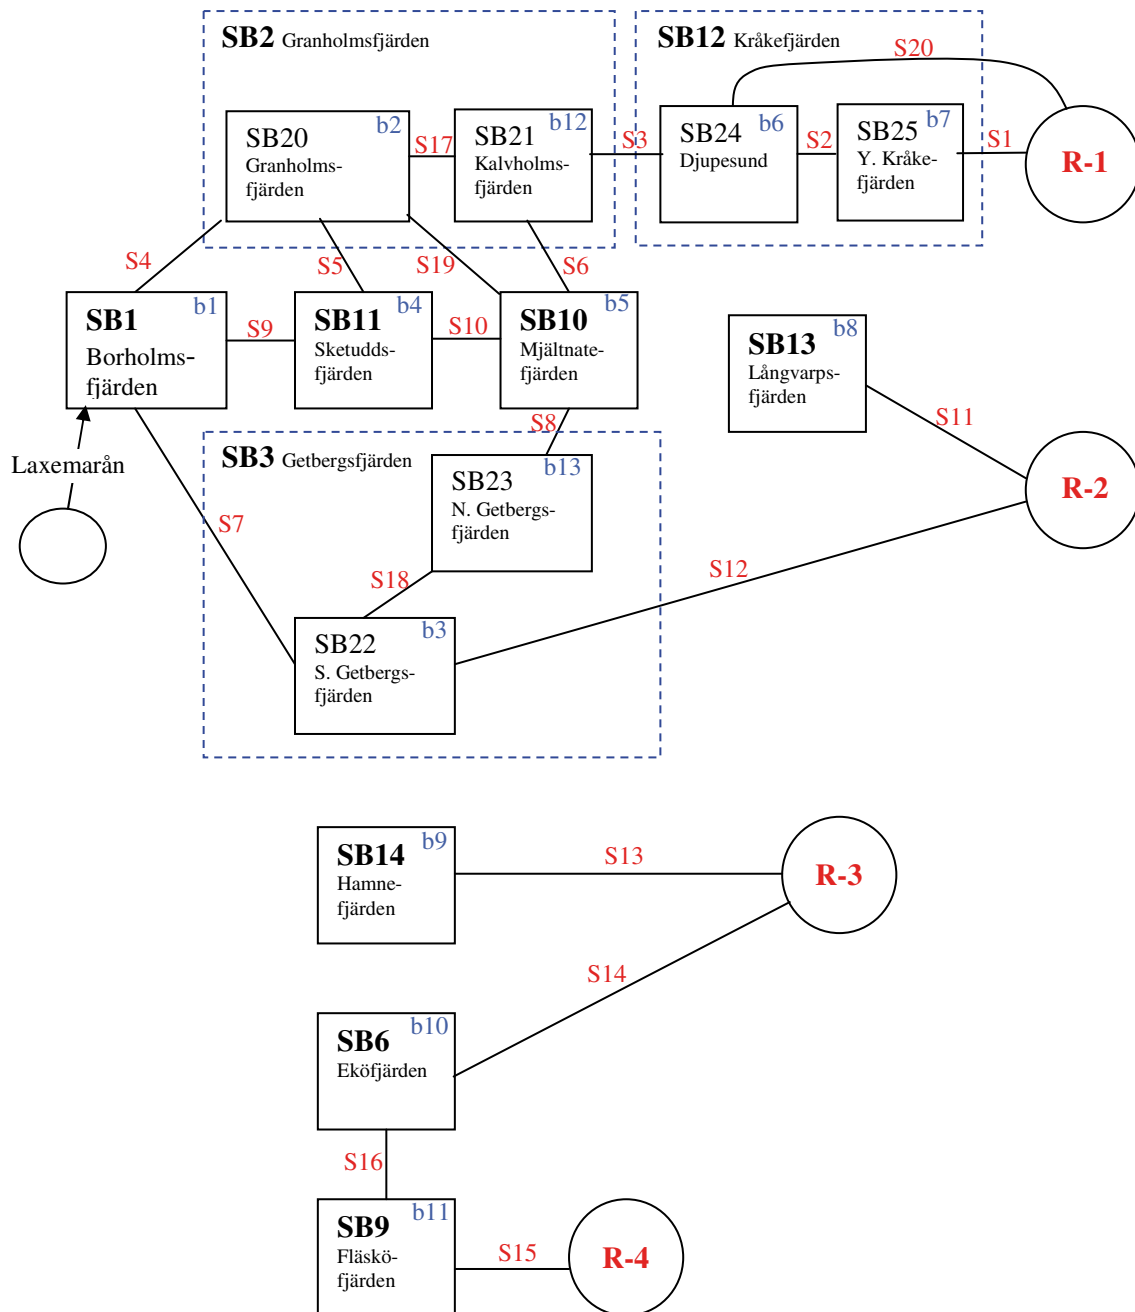 SB2 Granholmsfjärden
SB12 Kråkefjärden
S20
SB20 b2
Granholms-
fjärden
S17
SB21 b12
Kalvholms-
fjärden
S3
SB24 b6
Djupesund
S2
SB25 b7
Y. Kråke-
fjärden
S1
R-1
S4
S5
S19
S6
SB1 b1
Borholms-
fjärden
S9
SB11 b4
Sketudds-
fjärden
S10
SB10 b5
Mjältnate-
fjärden
SB13 b8
Långvarps-
fjärden
S11
S8
Laxemarån
SB3 Getbergsfjärden
SB23 b13
N. Getbergs-
fjärden
R-2
S7
S18
S12
SB22 b3
S. Getbergs-
fjärden
SB14 b9
Hamne-
fjärden
S13
R-3
S14
SB6 b10
Eköfjärden
S16
SB9 b11
Fläskö-
fjärden
S15
R-4